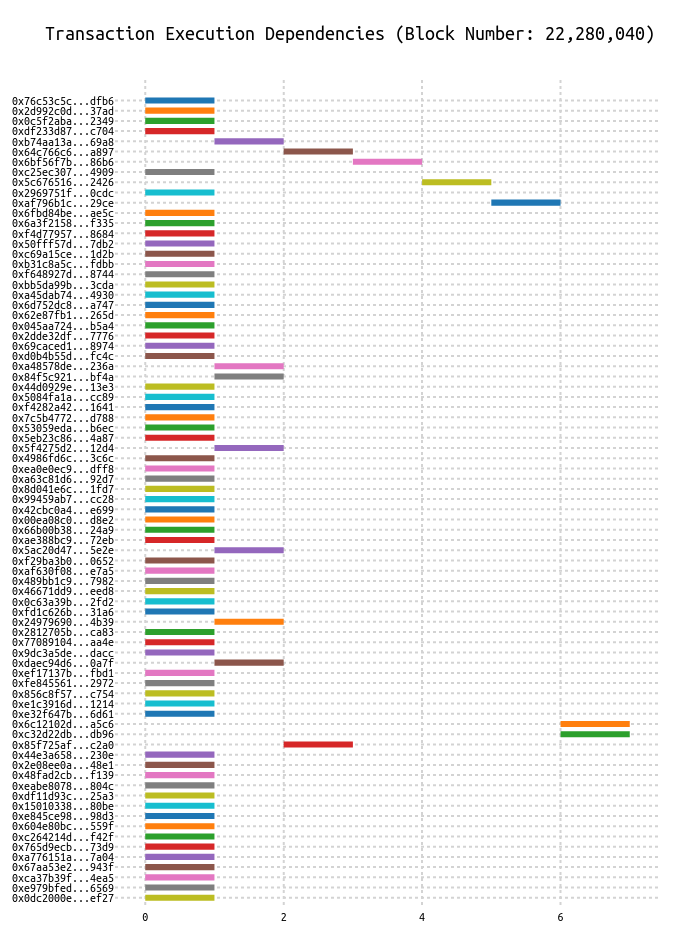 Transaction Execution Dependencies (Block Number: 22,280,040)
0x76c53c5c...dfb6
0x2d992c0d...37ad
0x0c5f2aba...2349
0xdf233d87...c704
0xb74aa13a...69a8
0x64c766c6...a897
0x6bf56f7b...86b6
0xc25ec307...4909
0x5c676516...2426
0x2969751f...0cdc
0xaf796b1c...29ce
0x6fbd84be...ae5c
0x6a3f2158...f335
0xf4d77957...8684
0x50fff57d...7db2
0xc69a15ce...1d2b
0xb31c8a5c...fdbb
0xf648927d...8744
0xbb5da99b...3cda
0xa45dab74...4930
0x6d752dc8...a747
0x62e87fb1...265d
0x045aa724...b5a4
0x2dde32df...7776
0x69caced1...8974
0xd0b4b55d...fc4c
0xa48578de...236a
0x84f5c921...bf4a
0x44d0929e...13e3
0x5084fa1a...cc89
0xf4282a42...1641
0x7c5b4772...d788
0x53059eda...b6ec
0x5eb23c86...4a87
0x5f4275d2...12d4
0x4986fd6c...3c6c
0xea0e0ec9...dff8
0xa63c81d6...92d7
0x8d041e6c...1fd7
0x99459ab7...cc28
0x42cbc0a4...e699
0x00ea08c0...d8e2
0x66b00b38...24a9
0xae388bc9...72eb
0x5ac20d47...5e2e
0xf29ba3b0...0652
0xaf630f08...e7a5
0x489bb1c9...7982
0x46671dd9...eed8
0x0c63a39b...2fd2
0xfd1c626b...31a6
0x24979690...4b39
0x2812705b...ca83
0x77089104...aa4e
0x9dc3a5de...dacc
0xdaec94d6...0a7f
0xef17137b...fbd1
0xfe845561...2972
0x856c8f57...c754
0xe1c3916d...1214
0xe32f647b...6d61
0x6c12102d...a5c6
0xc32d22db...db96
0x85f725af...c2a0
0x44e3a658...230e
0x2e08ee0a...48e1
0x48fad2cb...f139
0xeabe8078...804c
0xdf11d93c...25a3
0x15010338...80be
0xe845ce98...98d3
0x604e80bc...559f
0xc264214d...f42f
0x765d9ecb...73d9
0xa776151a...7a04
0x67aa53e2...943f
0xca37b39f...4ea5
0xe979bfed...6569
0x0dc2000e...ef27
0 2 4 6